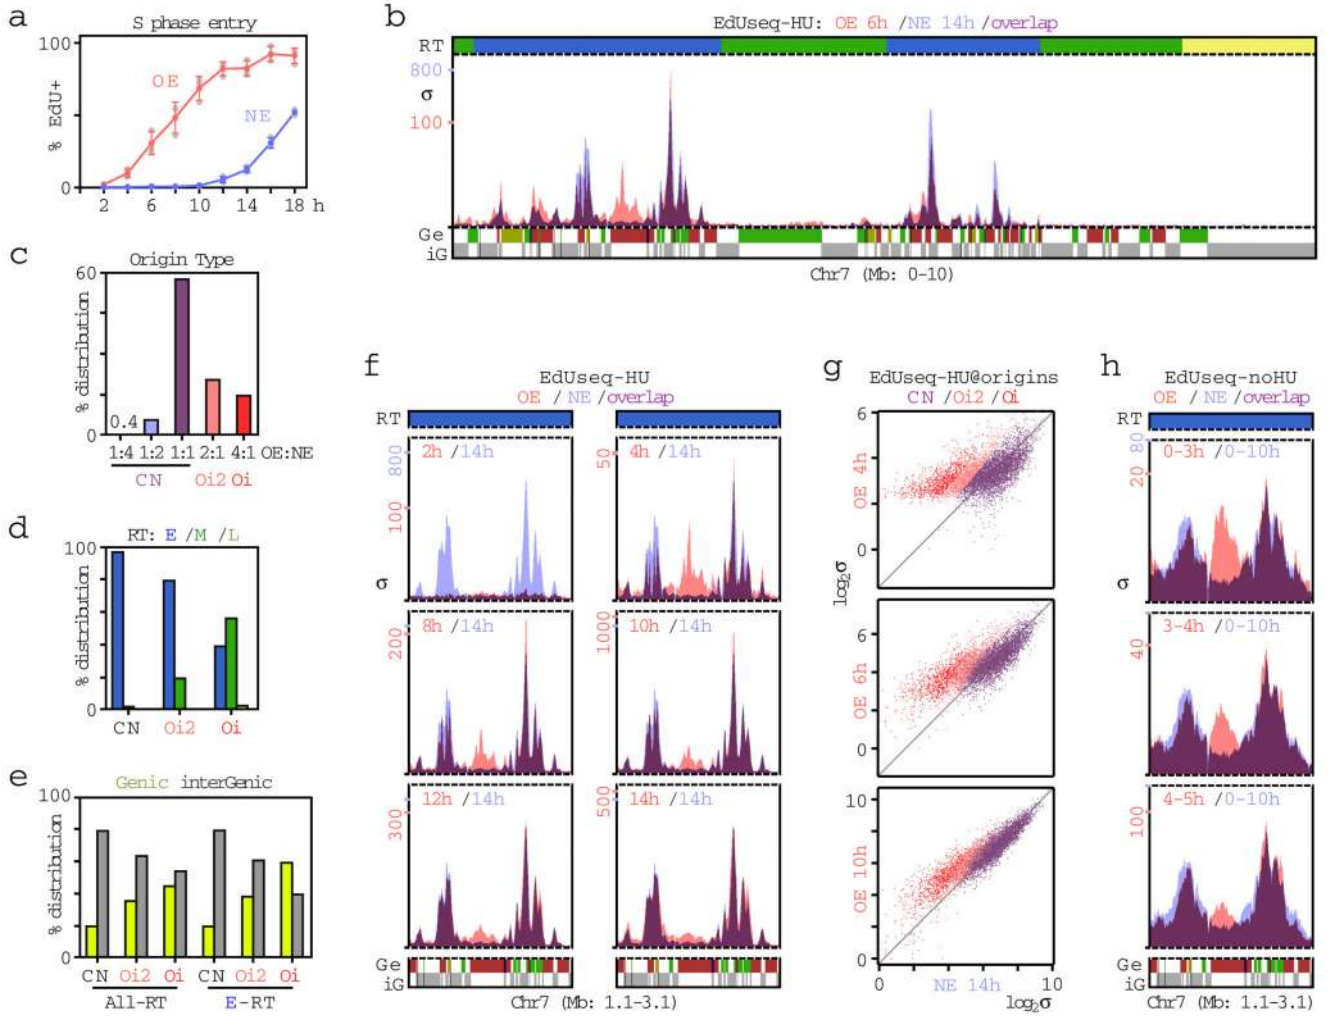 a
S phase entry
100
% EdU+
0
OE
NE
2 6 10 14 18 h
b
EdUseq-HU: OE 6h /NE 14h /overlap
RT
800
σ
100
Ge
iG
Chr7 (Mb: 0-10)
c
Origin Type
60
% distribution
0
0.4
1:4 1:2 1:1 2:1 4:1 OE:NE
CN Oi2 Oi
d
RT: E /M /L
100
% distribution
0
CN Oi2 Oi
e
Genic interGenic
100
% distribution
0
CN Oi2 Oi CN Oi2 Oi
All-RT E-RT
f
EdUseq-HU
OE /NE /overlap
RT
800
100
σ
2h /14h
50
4h /14h
200
8h /14h
1000
10h /14h
300
12h /14h
500
14h /14h
Ge
iG
Chr7 (Mb: 1.1-3.1)
g
EdUseq-HU@origins
CN /Oi2 /Oi
6
OE 4h
0
log2σ
6
OE 6h
0
10
OE 10h
0
0 10
NE 14h
log2σ
h
EdUseq-noHU
OE /NE /overlap
RT
80
20
σ
0-3h /0-10h
40
3-4h /0-10h
100
4-5h /0-10h
Ge
iG
Chr7 (Mb: 1.1-3.1)